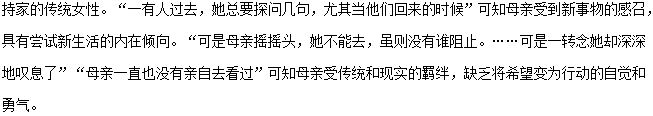 持家的传统女性。“一有人过去，她总要探问几句，尤其当他们回来的时候”可知母亲受到新事物的感召，
具有尝试新生活的内在倾向。“可是母亲摇摇头，她不能去，虽则没有谁阻止。……可是一转念她却深深
地叹息了”“母亲一直也没有亲自去看过”可知母亲受传统和现实的羁绊，缺乏将希望变为行动的自觉和
勇气。